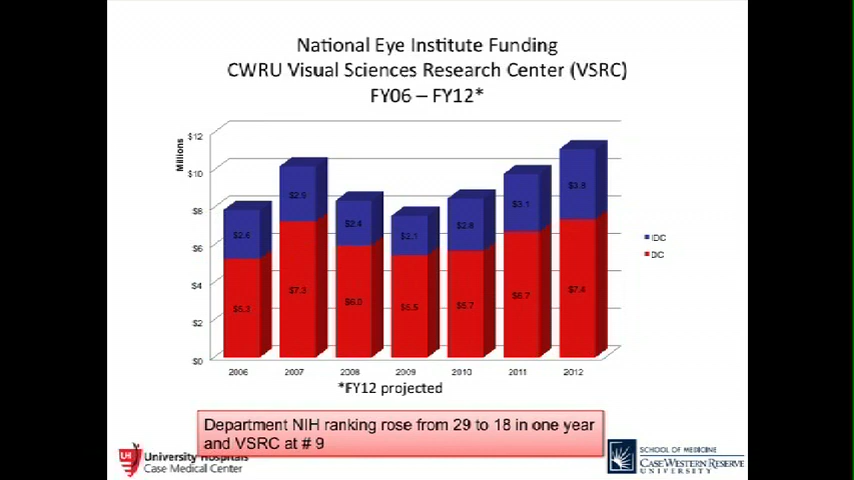 National Eye Institute Funding
CWRU Visual Sciences Research Center (VSRC)
FY06 – FY12*
Millions
$12
$10
$8
$6
$4
$2
$0
$2.6
$2.9
$2.4
$2.1
$2.8
$3.1
$3.8
$5.3
$7.3
$6.0
$5.5
$5.7
$6.7
$7.4
IDC
DC
2006 2007 2008 2009 2010 2011 2012
*FY12 projected
Department NIH ranking rose from 29 to 18 in one year
and VSRC at # 9
UH
University Hospitals
Case Medical Center
SCHOOL OF MEDICINE
CASE WESTERN RESERVE
UNIVERSITY